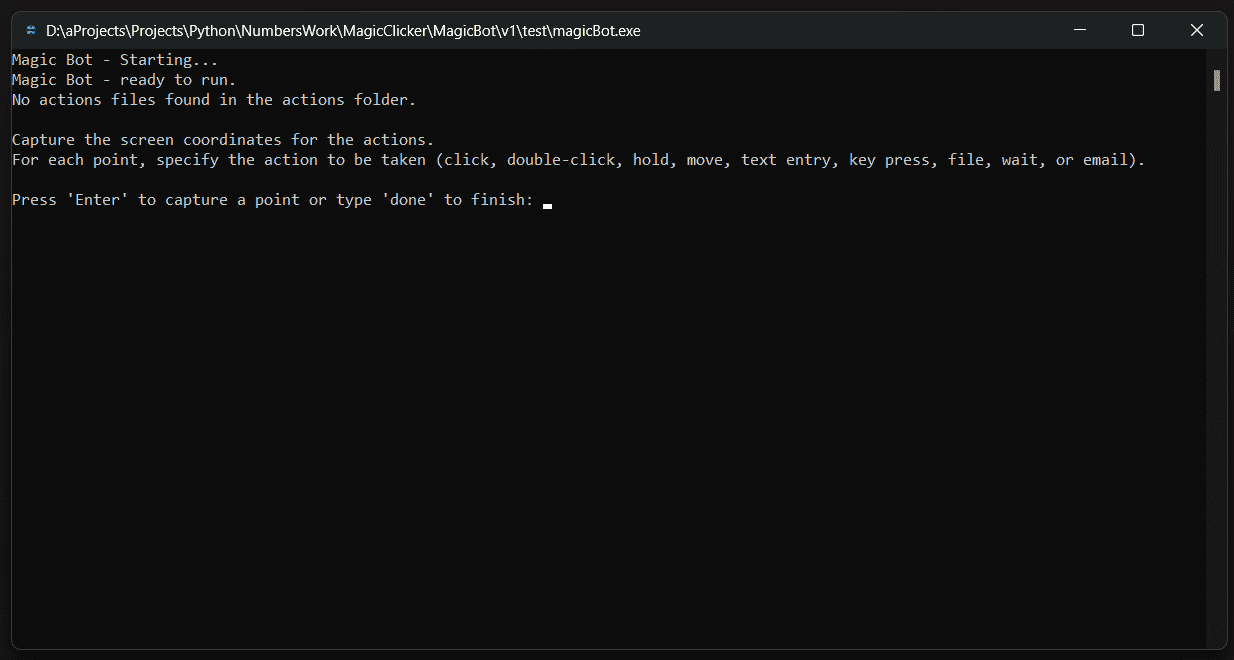 D:\aProjects\Projects\Python\NumbersWork\MagicClicker\MagicBot\v1\test\magicBot.exe
Magic Bot - Starting...
Magic Bot - ready to run.
No actions files found in the actions folder.
Capture the screen coordinates for the actions.
For each point, specify the action to be taken (click, double-click, hold, move, text entry, key press, file, wait, or email).
Press 'Enter' to capture a point or type 'done' to finish: